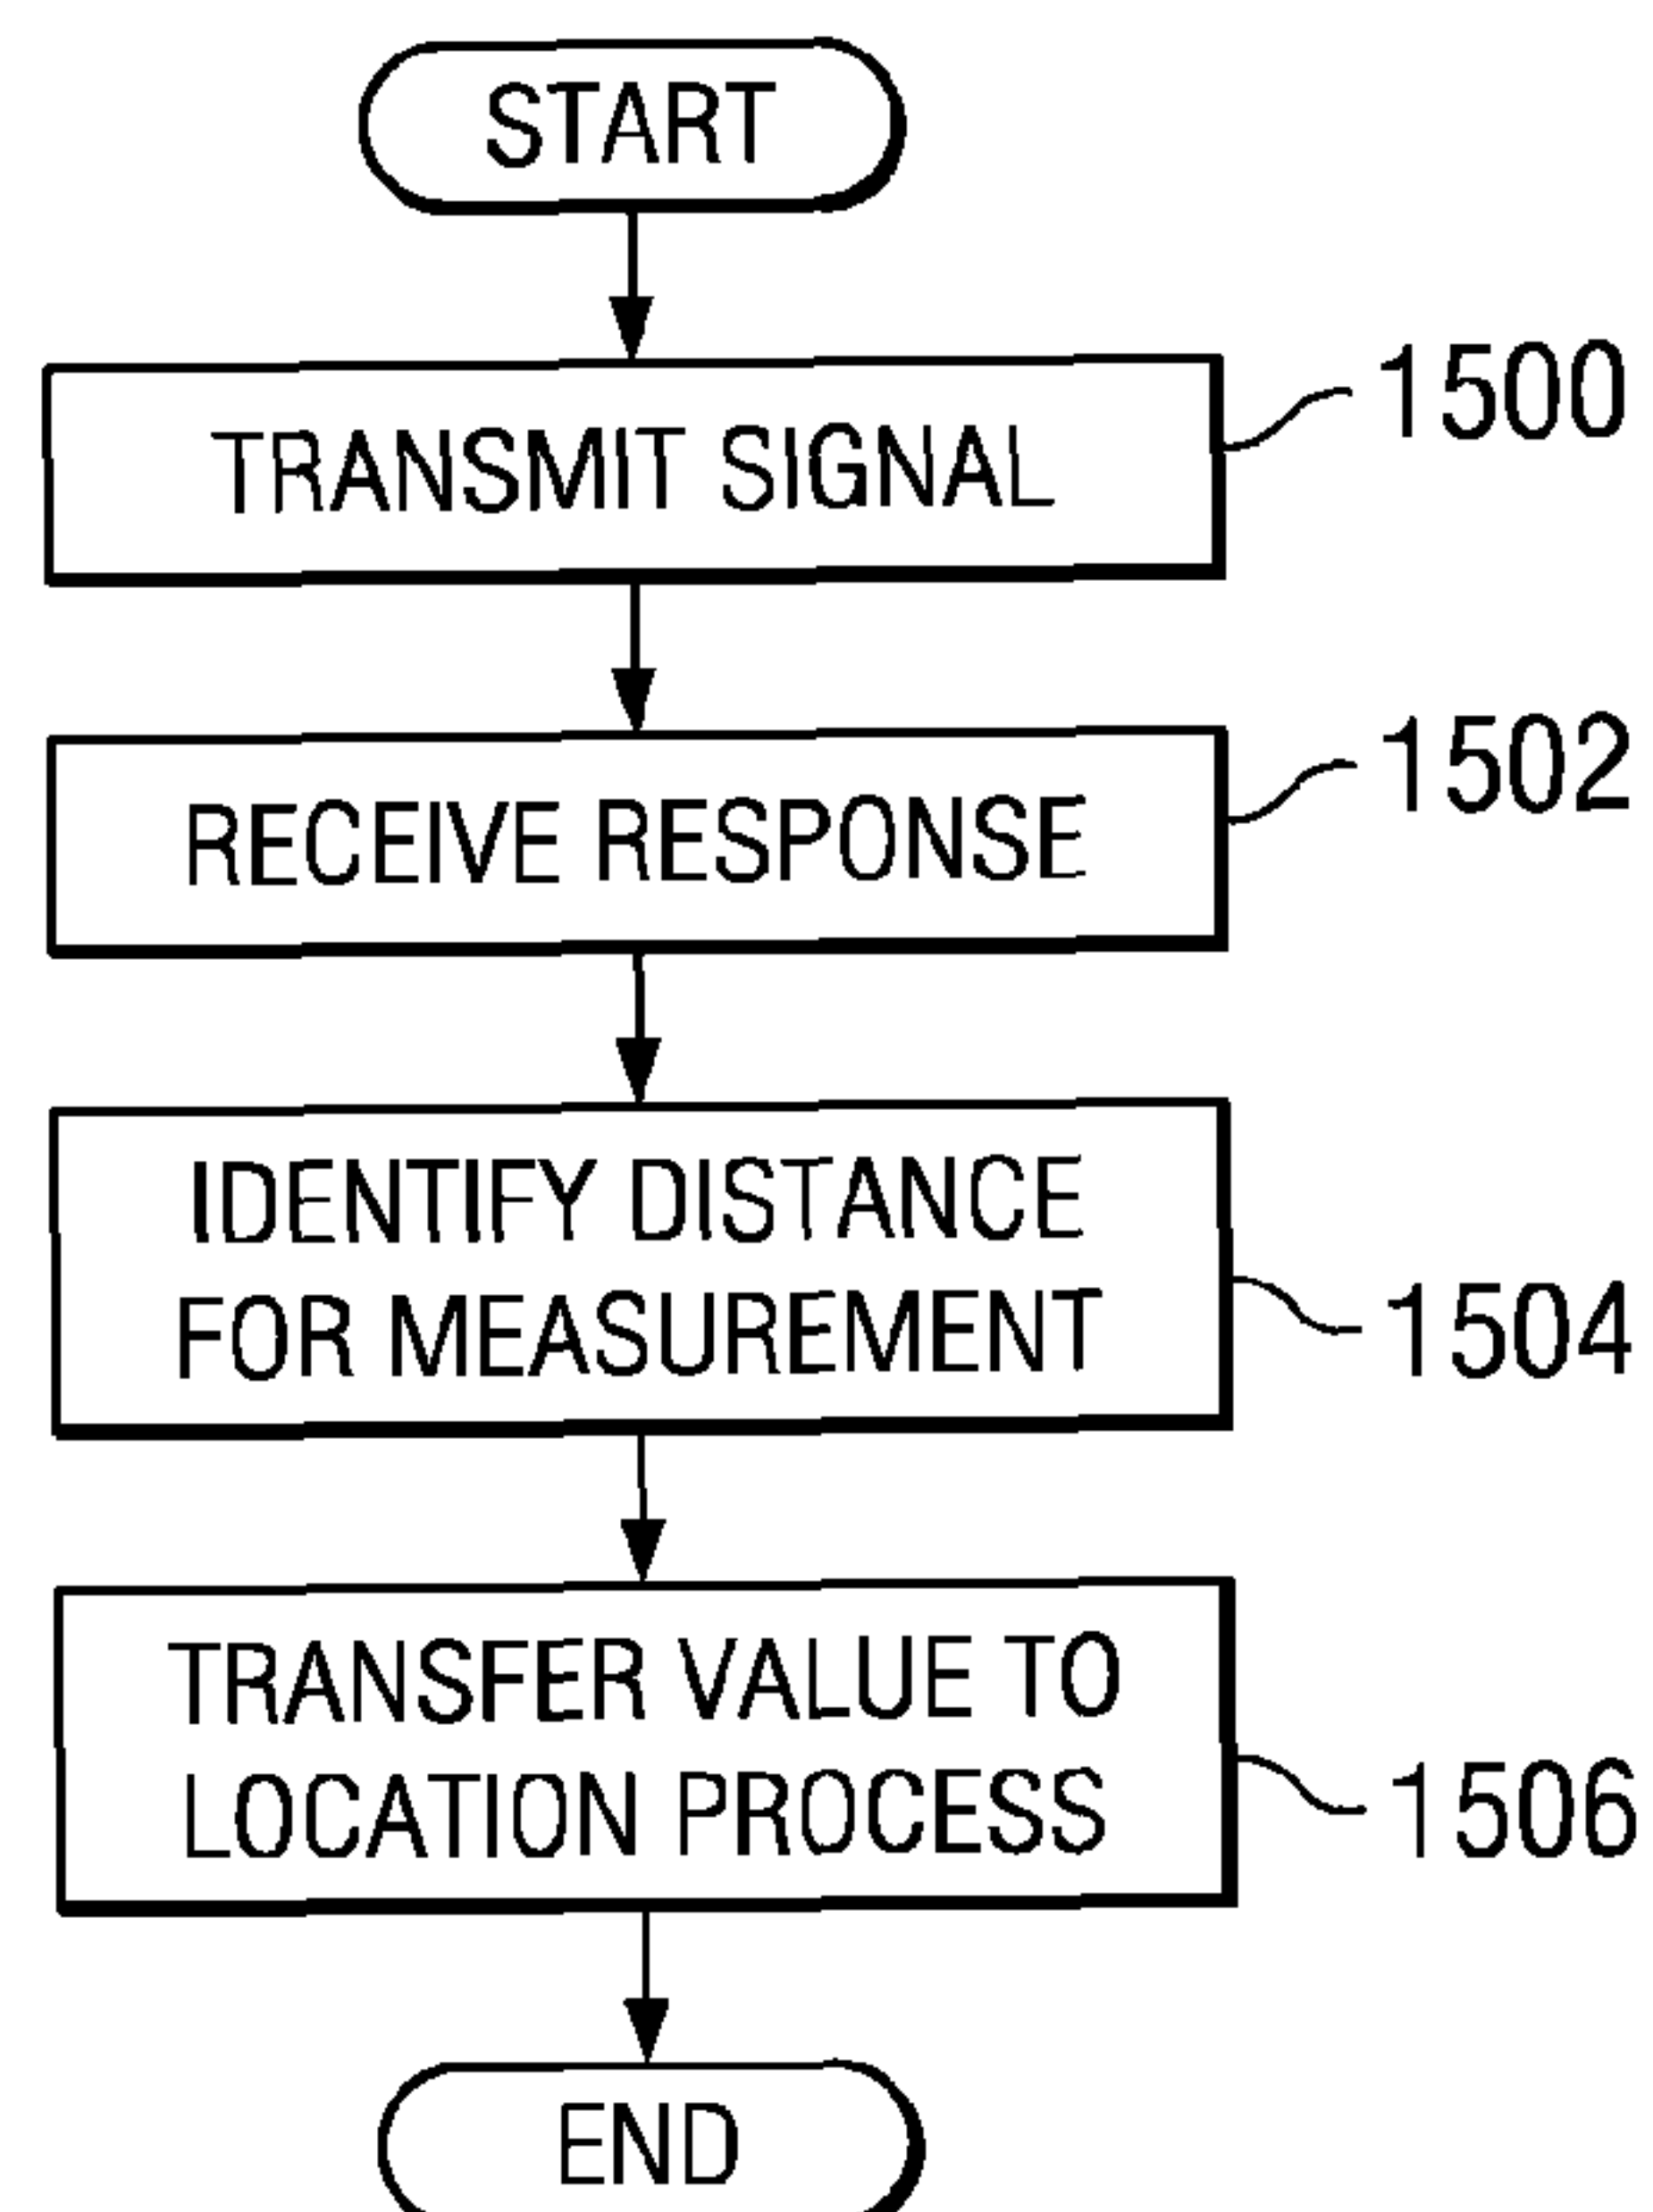 START
TRANSMIT SIGNAL
1500
RECEIVE RESPONSE
1502
IDENTIFY DISTANCE
FOR MEASUREMENT
1504
TRANSFER VALUE TO
LOCATION PROCESS
1506
END